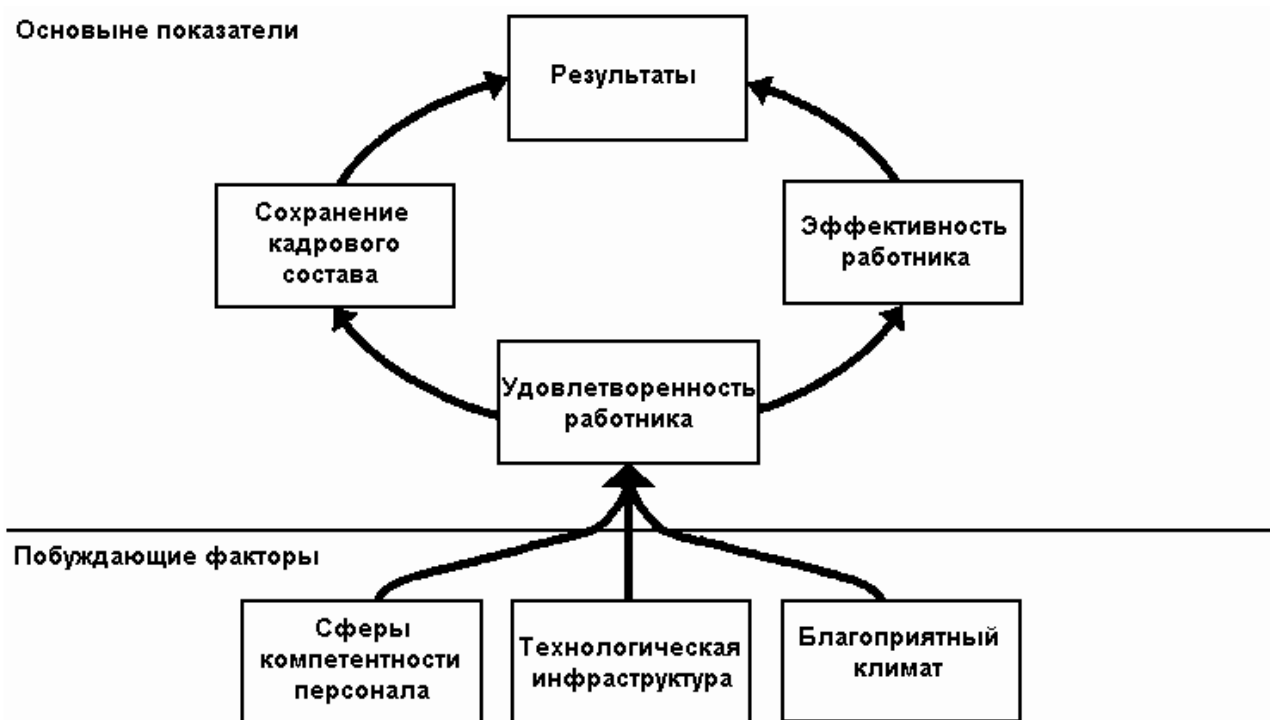 Основыне показатели
Результаты
Сохранение
кадрового
состава
Эффективность
работника
Удовлетворенность
работника
Побуждающие факторы
Сферы
компетентности
персонала
Технологическая
инфраструктура
Благоприятный
климат